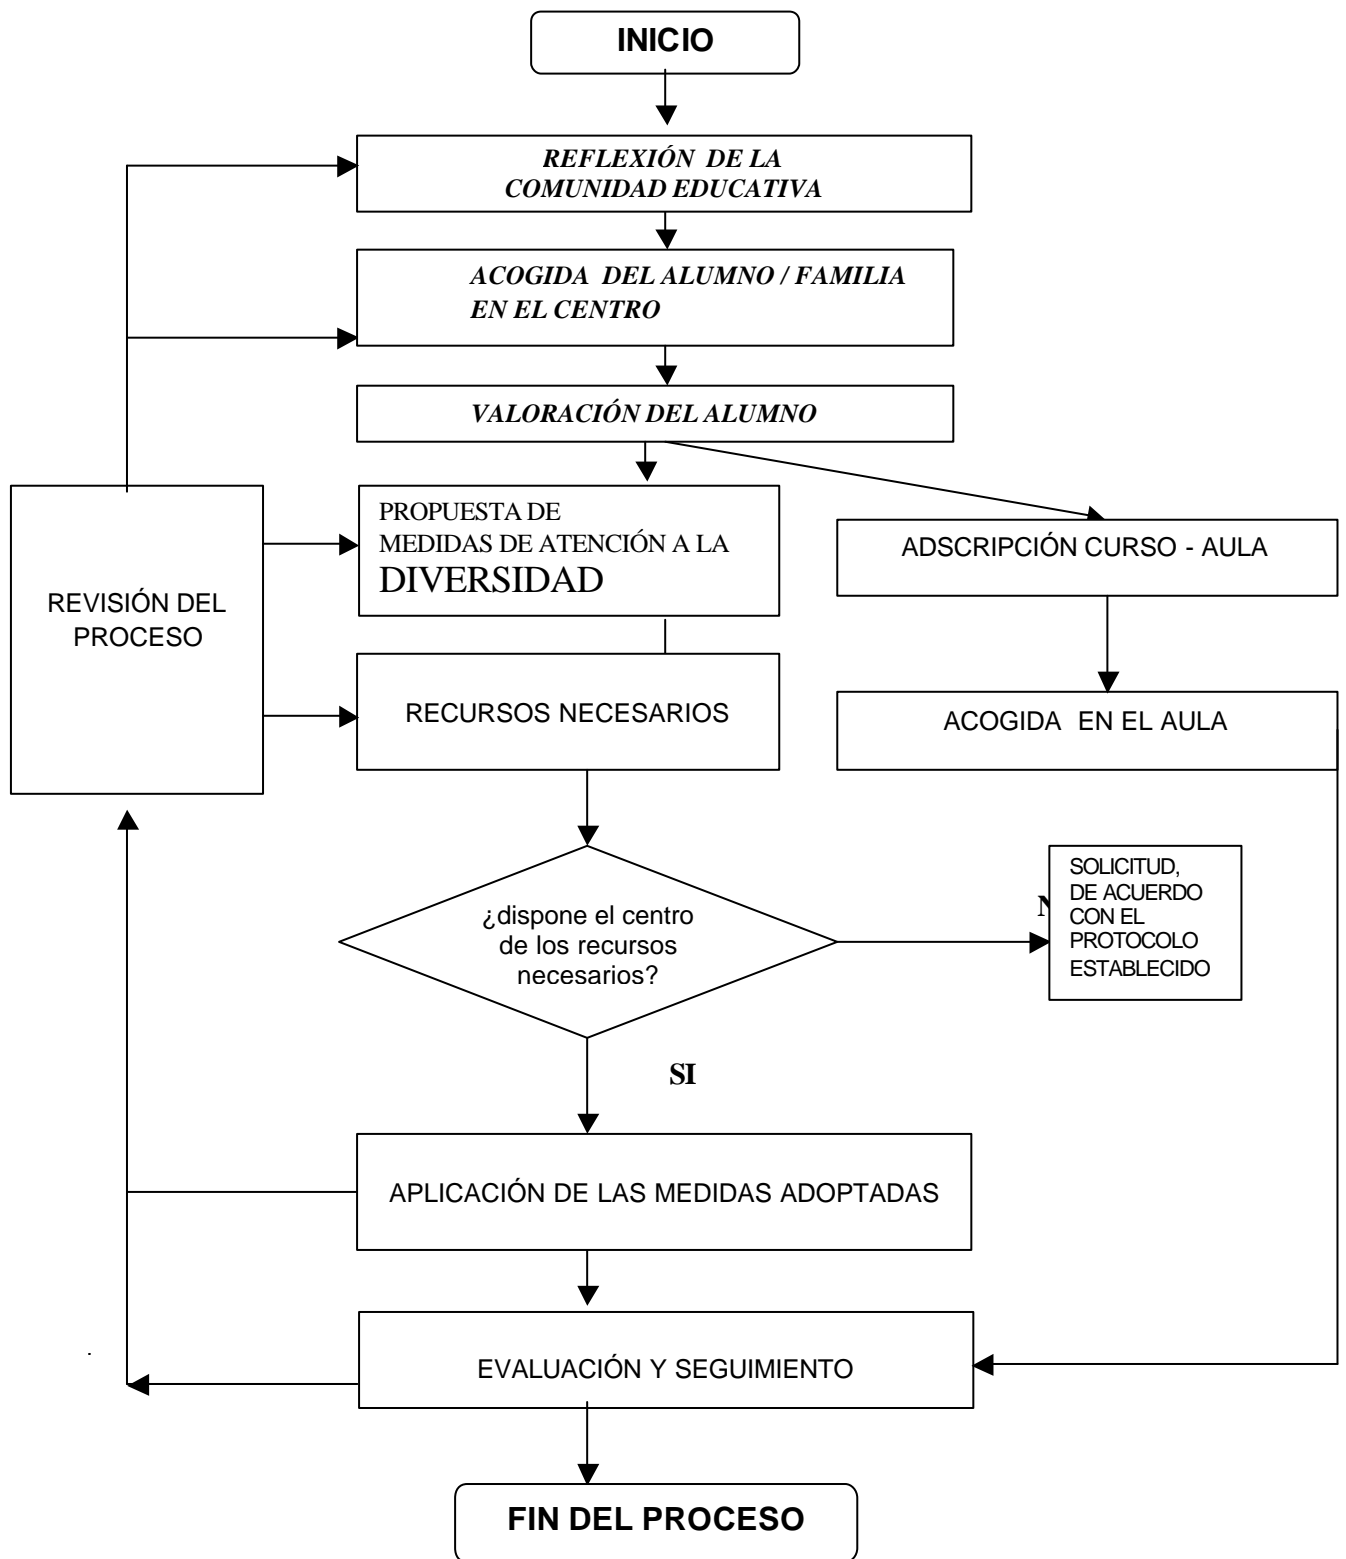 INICIO
REFLEXIÓN DE LA
COMUNIDAD EDUCATIVA
ACOGIDA DEL ALUMNO / FAMILIA
EN EL CENTRO
VALORACIÓN DEL ALUMNO
PROPUESTA DE
MEDIDAS DE ATENCIÓN A LA
DIVERSIDAD
ADSCRIPCIÓN CURSO - AULA
REVISIÓN DEL
PROCESO
RECURSOS NECESARIOS
ACOGIDA EN EL AULA
¿dispone el centro
de los recursos
necesarios?
SOLICITUD,
DE ACUERDO
CON EL
PROTOCOLO
ESTABLECIDO
SI
APLICACIÓN DE LAS MEDIDAS ADOPTADAS
EVALUACIÓN Y SEGUIMIENTO
FIN DEL PROCESO